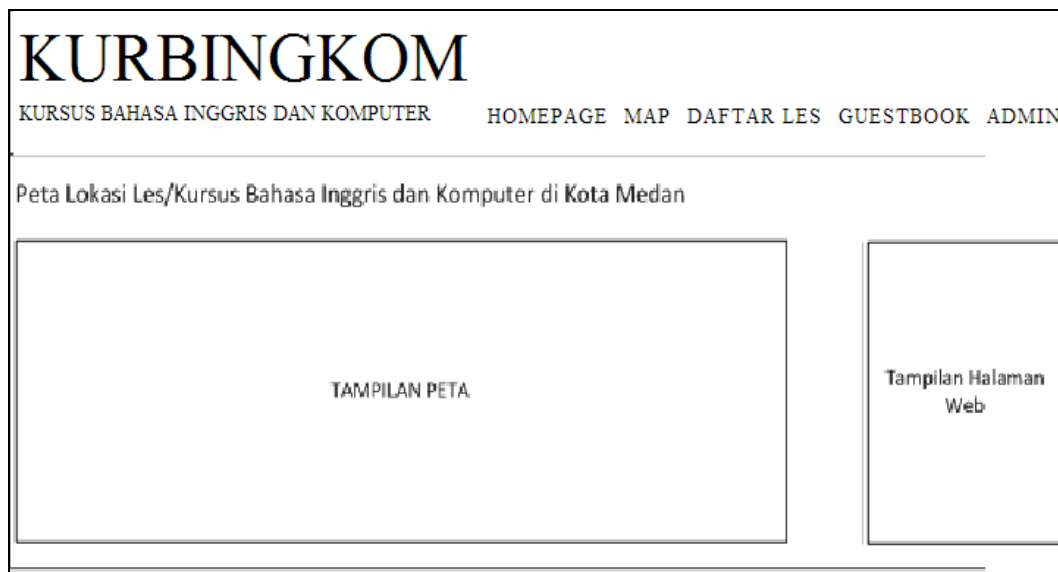 KURBINGKOM
KURSUS BAHASA INGGRIS DAN KOMPUTER
HOMEPAGE MAP DAFTAR LES GUESTBOOK ADMIN
Peta Lokasi Les/Kursus Bahasa Inggris dan Komputer di Kota Medan
TAMPILAN PETA
Tampilan Halaman
Web